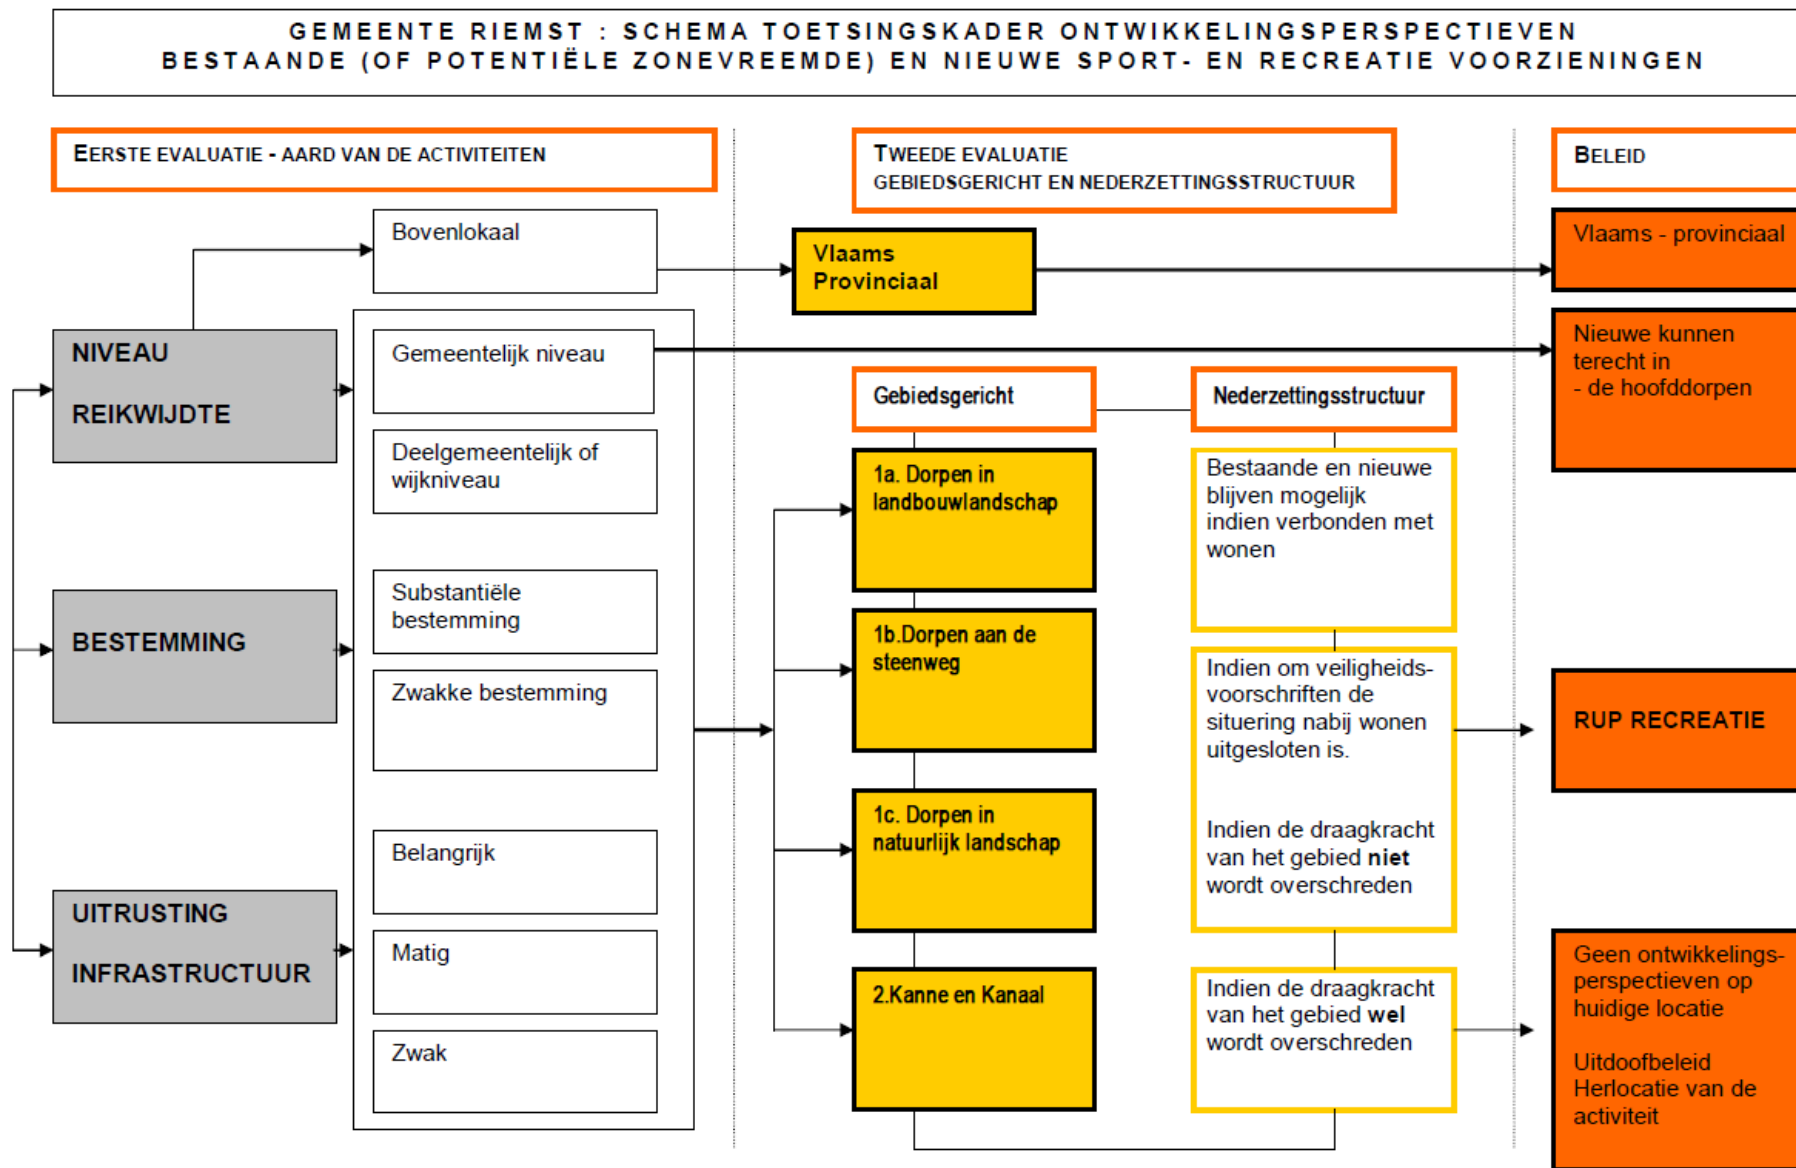 GEMEENTE RIEMST : SCHEMA TOETSINGSKADER ONTWIKKELINGSPERSPECTIEVEN
BESTAANDE (OF POTENTIËLE ZONEVREEMDE) EN NIEUWE SPORT- EN RECREATIE VOORZIENINGEN
EERSTE EVALUATIE - AARD VAN DE ACTIVITEITEN
TWEEDE EVALUATIE
GEBIEDSGERICHT EN NEDERZETTINGSSTRUCTUUR
BELEID
Bovenlokaal
Vlaams
Provinciaal
Vlaams - provinciaal
NIVEAU
REIKWIJDTE
Gemeentelijk niveau
Nieuwe kunnen
terecht in
- de hoofddorpen
Deelgemeentelijk of
wijkniveau
Gebiedsgericht
Nederzettingsstructuur
1a. Dorpen in
landbouwlandschap
Bestaande en nieuwe
blijven mogelijk
indien verbonden met
wonen
BESTEMMING
Substantiële
bestemming
Zwakke bestemming
1b.Dorpen aan de
steenweg
Indien om veiligheids-
voorschriften de
situering nabij wonen
uitgesloten is.
Indien de draagkracht
van het gebied niet
wordt overschreden
RUP RECREATIE
1c. Dorpen in
natuurlijk landschap
UITRUSTING
INFRASTRUCTUUR
Belangrijk
Matig
Zwak
2.Kanne en Kanaal
Indien de draagkracht
van het gebied wel
wordt overschreden
Geen ontwikkelings-
perspectieven op
huidige locatie
Uitdoofbeleid
Herlocatie van de
activiteit